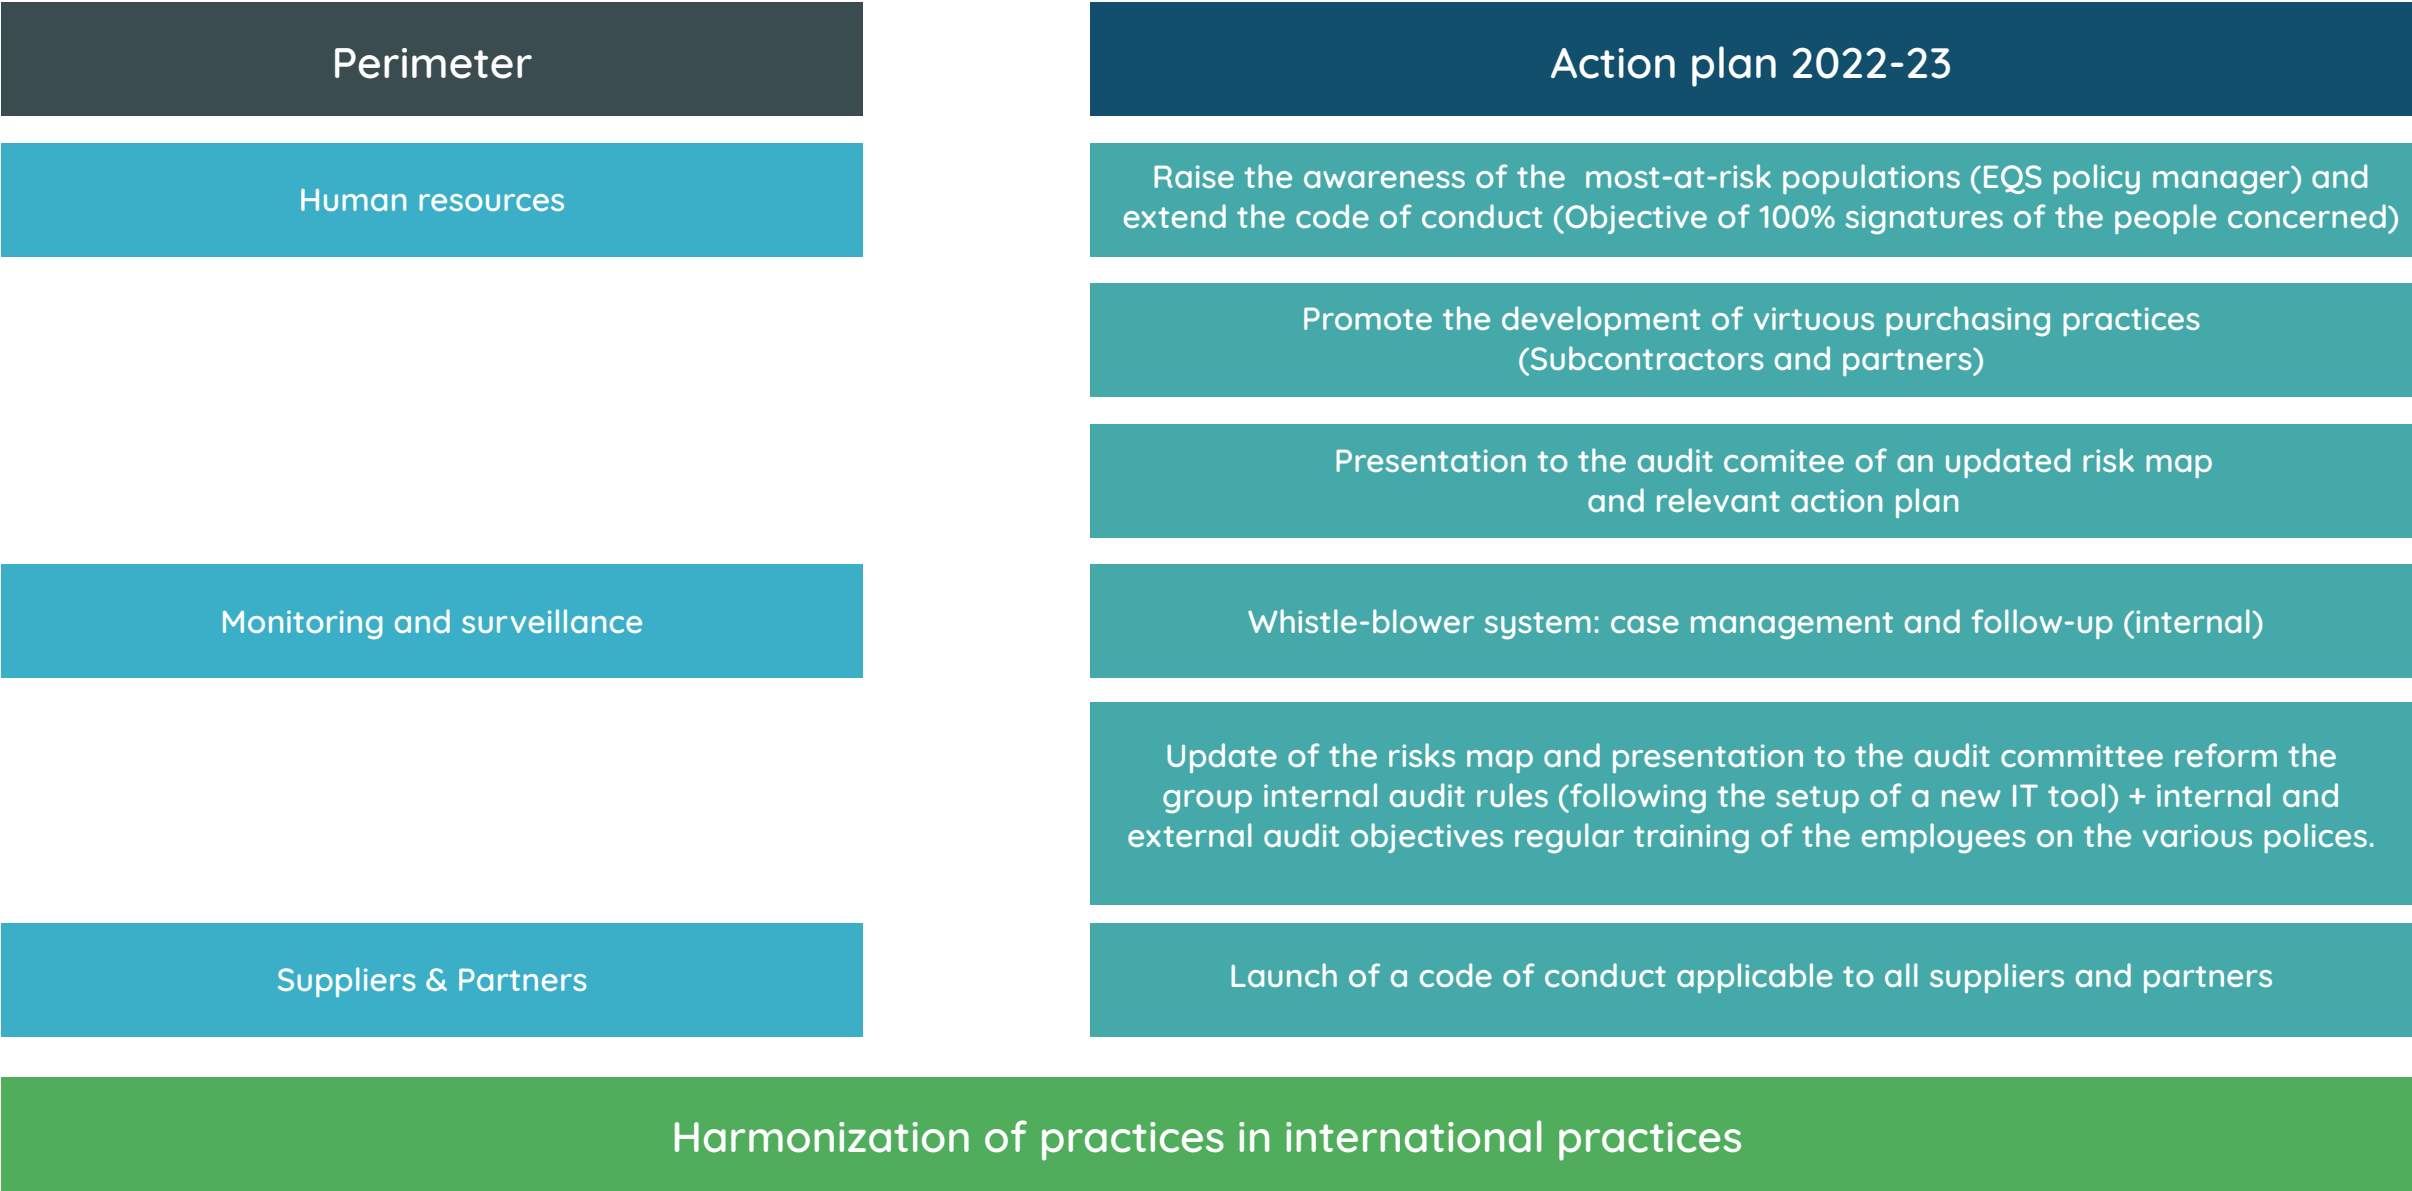 Perimeter
Action plan 2022-23
Human resources
Raise the awareness of the most-at-risk populations (EQS policy manager) and
extend the code of conduct (Objective of 100% signatures of the people concerned)
Promote the development of virtuous purchasing practices
(Subcontractors and partners)
Presentation to the audit comitee of an updated risk map
and relevant action plan
Monitoring and surveillance
Whistle-blower system: case management and follow-up (internal)
Update of the risks map and presentation to the audit committee reform the
group internal audit rules (following the setup of a new IT tool) + internal and
external audit objectives regular training of the employees on the various polices.
Suppliers & Partners
Launch of a code of conduct applicable to all suppliers and partners
Harmonization of practices in international practices